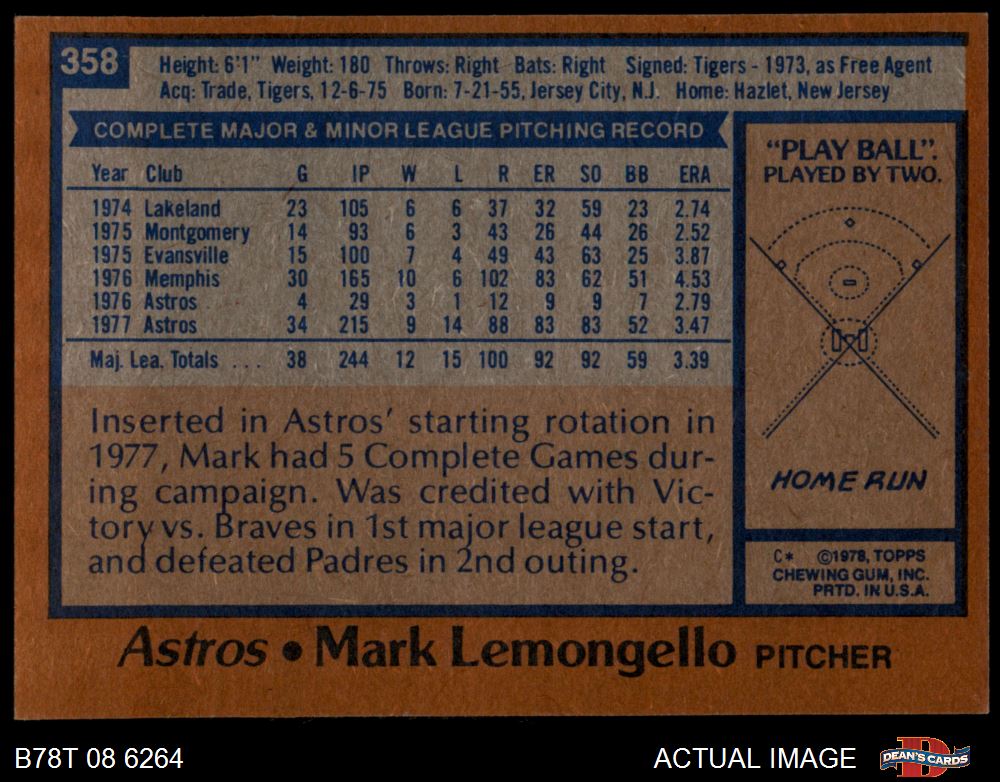 358
Height: 6'1" Weight: 180 Throws: Right Bats: Right Signed: Tigers - 1973, as Free Agent
Acq: Trade, Tigers, 12-6-75 Born: 7-21-55, Jersey City, N.J. Home: Hazlet, New Jersey
COMPLETE MAJOR & MINOR LEAGUE PITCHING RECORD
Year Club G IP W L R ER SO BB ERA
1974 Lakeland 23 105 6 6 37 32 59 23 2.74
1975 Montgomery 14 93 6 3 43 26 44 26 2.52
1975 Evansville 15 100 7 4 49 43 63 25 3.87
1976 Memphis 30 165 10 6 102 83 62 51 4.53
1976 Astros 4 29 3 1 12 9 9 7 2.79
1977 Astros 34 215 9 14 88 83 83 52 3.47
Maj. Lea. Totals ... 38 244 12 15 100 92 92 59 3.39
Inserted in Astros' starting rotation in
1977, Mark had 5 Complete Games dur-
ing campaign. Was credited with Vic-
tory vs. Braves in 1st major league start,
and defeated Padres in 2nd outing.
"PLAY BALL".
PLAYED BY TWO.
HOME RUN
C* ©1978, TOPPS
CHEWING GUM, INC.
PRTD. IN U.S.A.
Astros • Mark Lemongello PITCHER
B78T 08 6264
ACTUAL IMAGE
D
DEAN'S CARDS